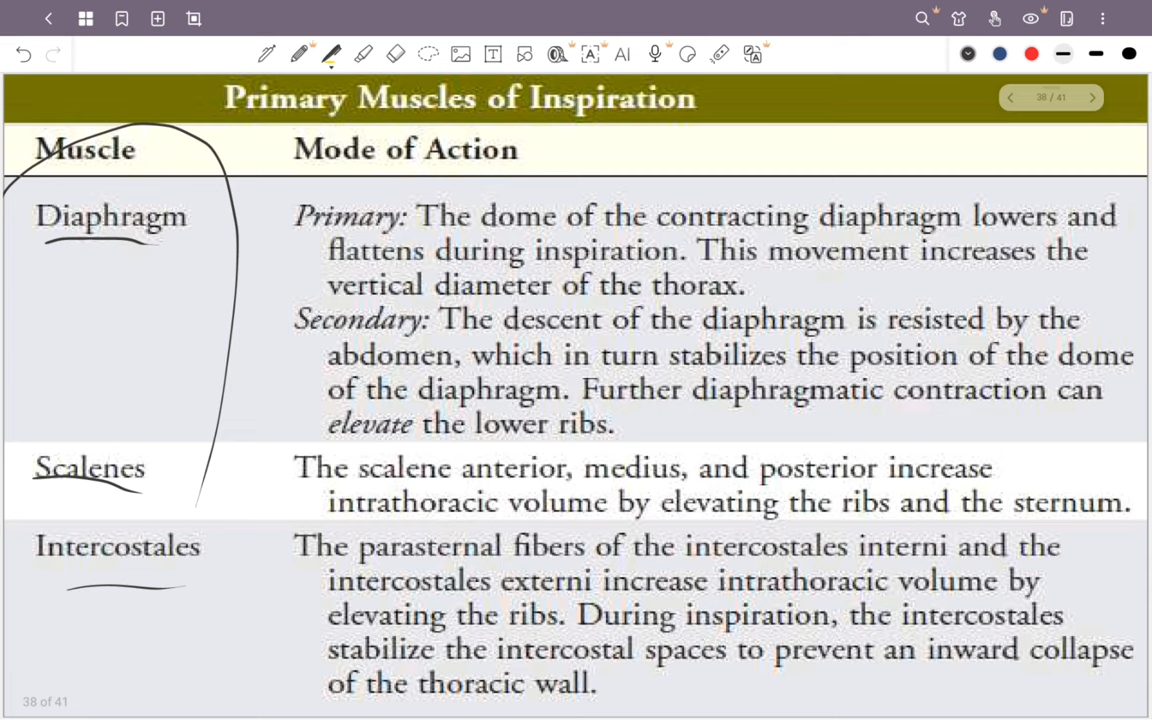 AI
Primary Muscles of Inspiration
38 / 41
Muscle Mode of Action
Diaphragm Primary: The dome of the contracting diaphragm lowers and
flattens during inspiration. This movement increases the
vertical diameter of the thorax.
Secondary: The descent of the diaphragm is resisted by the
abdomen, which in turn stabilizes the position of the dome
of the diaphragm. Further diaphragmatic contraction can
elevate the lower ribs.
Scalenes The scalene anterior, medius, and posterior increase
intrathoracic volume by elevating the ribs and the sternum.
Intercostales The parasternal fibers of the intercostales interni and the
intercostales externi increase intrathoracic volume by
elevating the ribs. During inspiration, the intercostales
stabilize the intercostal spaces to prevent an inward collapse
of the thoracic wall.
38 of 41